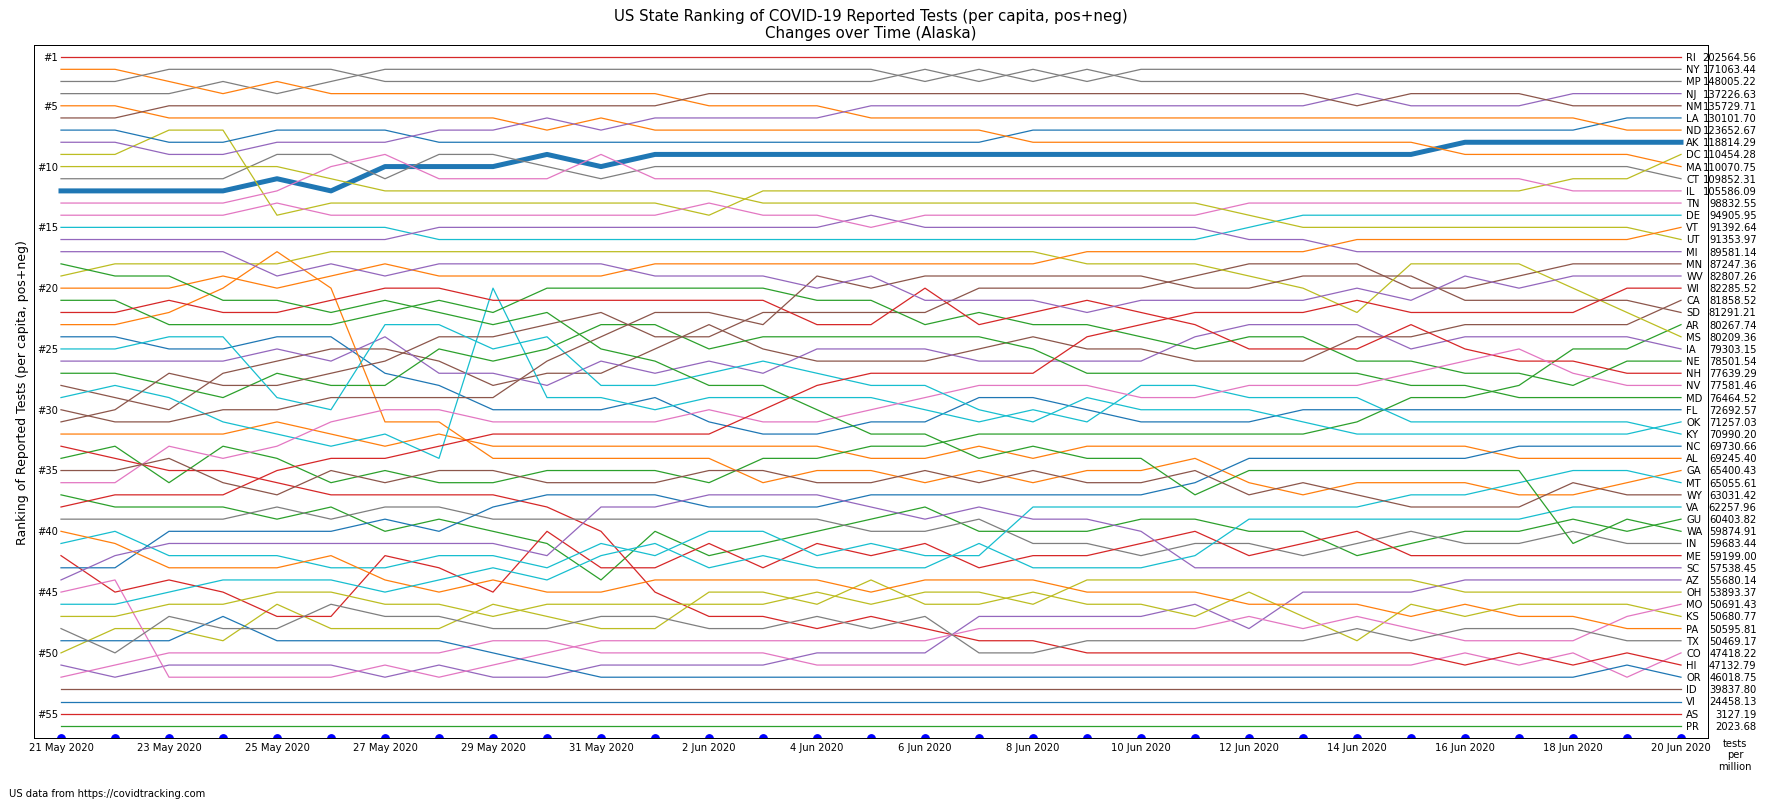 US State Ranking of COVID-19 Reported Tests (per capita, pos+neg)
Changes over Time (Alaska)
Ranking of Reported Tests (per capita, pos+neg)
#1
#5
#10
#15
#20
#25
#30
#35
#40
#45
#50
#55
RI 202564.56
NY 171063.44
MP 148005.22
NJ 137226.63
NM 135729.71
LA 130101.70
ND 123652.67
AK 118814.29
DC 110454.28
MA 110070.75
CT 109852.31
IL 105586.09
TN 98832.55
DE 94905.95
VT 91392.64
UT 91353.97
MI 89581.14
MN 87247.36
WV 82807.26
WI 82285.52
CA 81858.52
SD 81291.21
AR 80267.74
MS 80209.36
IA 79303.15
NE 78501.54
NH 77639.29
NV 77581.46
MD 76464.52
FL 72692.57
OK 71257.03
KY 70990.20
NC 69730.66
AL 69245.40
GA 65400.43
MT 65055.61
WY 63031.42
VA 62257.96
GU 60403.82
WA 59874.91
IN 59683.44
ME 59199.00
SC 57538.45
AZ 55680.14
OH 53893.37
MO 50691.43
KS 50680.77
PA 50595.81
TX 50469.17
CO 47418.22
HI 47132.79
OR 46018.75
ID 39837.80
VI 24458.13
AS 3127.19
PR 2023.68
21 May 2020 23 May 2020 25 May 2020 27 May 2020 29 May 2020 31 May 2020 2 Jun 2020 4 Jun 2020 6 Jun 2020 8 Jun 2020 10 Jun 2020 12 Jun 2020 14 Jun 2020 16 Jun 2020 18 Jun 2020 20 Jun 2020
tests
per
million
US data from https://covidtracking.com